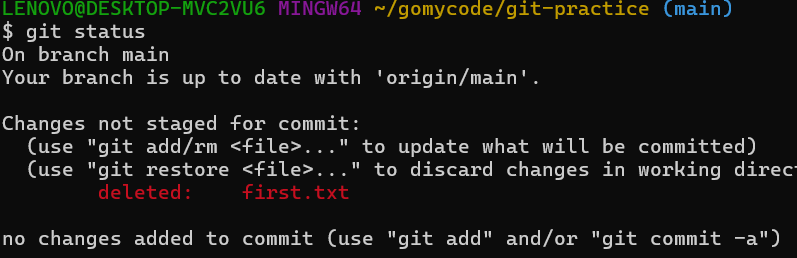 LENOVO@DESKTOP-MVC2VU6 MINGW64 ~/gomycode/git-practice (main)
$ git status
On branch main
Your branch is up to date with 'origin/main'.
Changes not staged for commit:
(use "git add/rm <file>..." to update what will be committed)
(use "git restore <file>..." to discard changes in working direc
deleted: first.txt
no changes added to commit (use "git add" and/or "git commit -a")